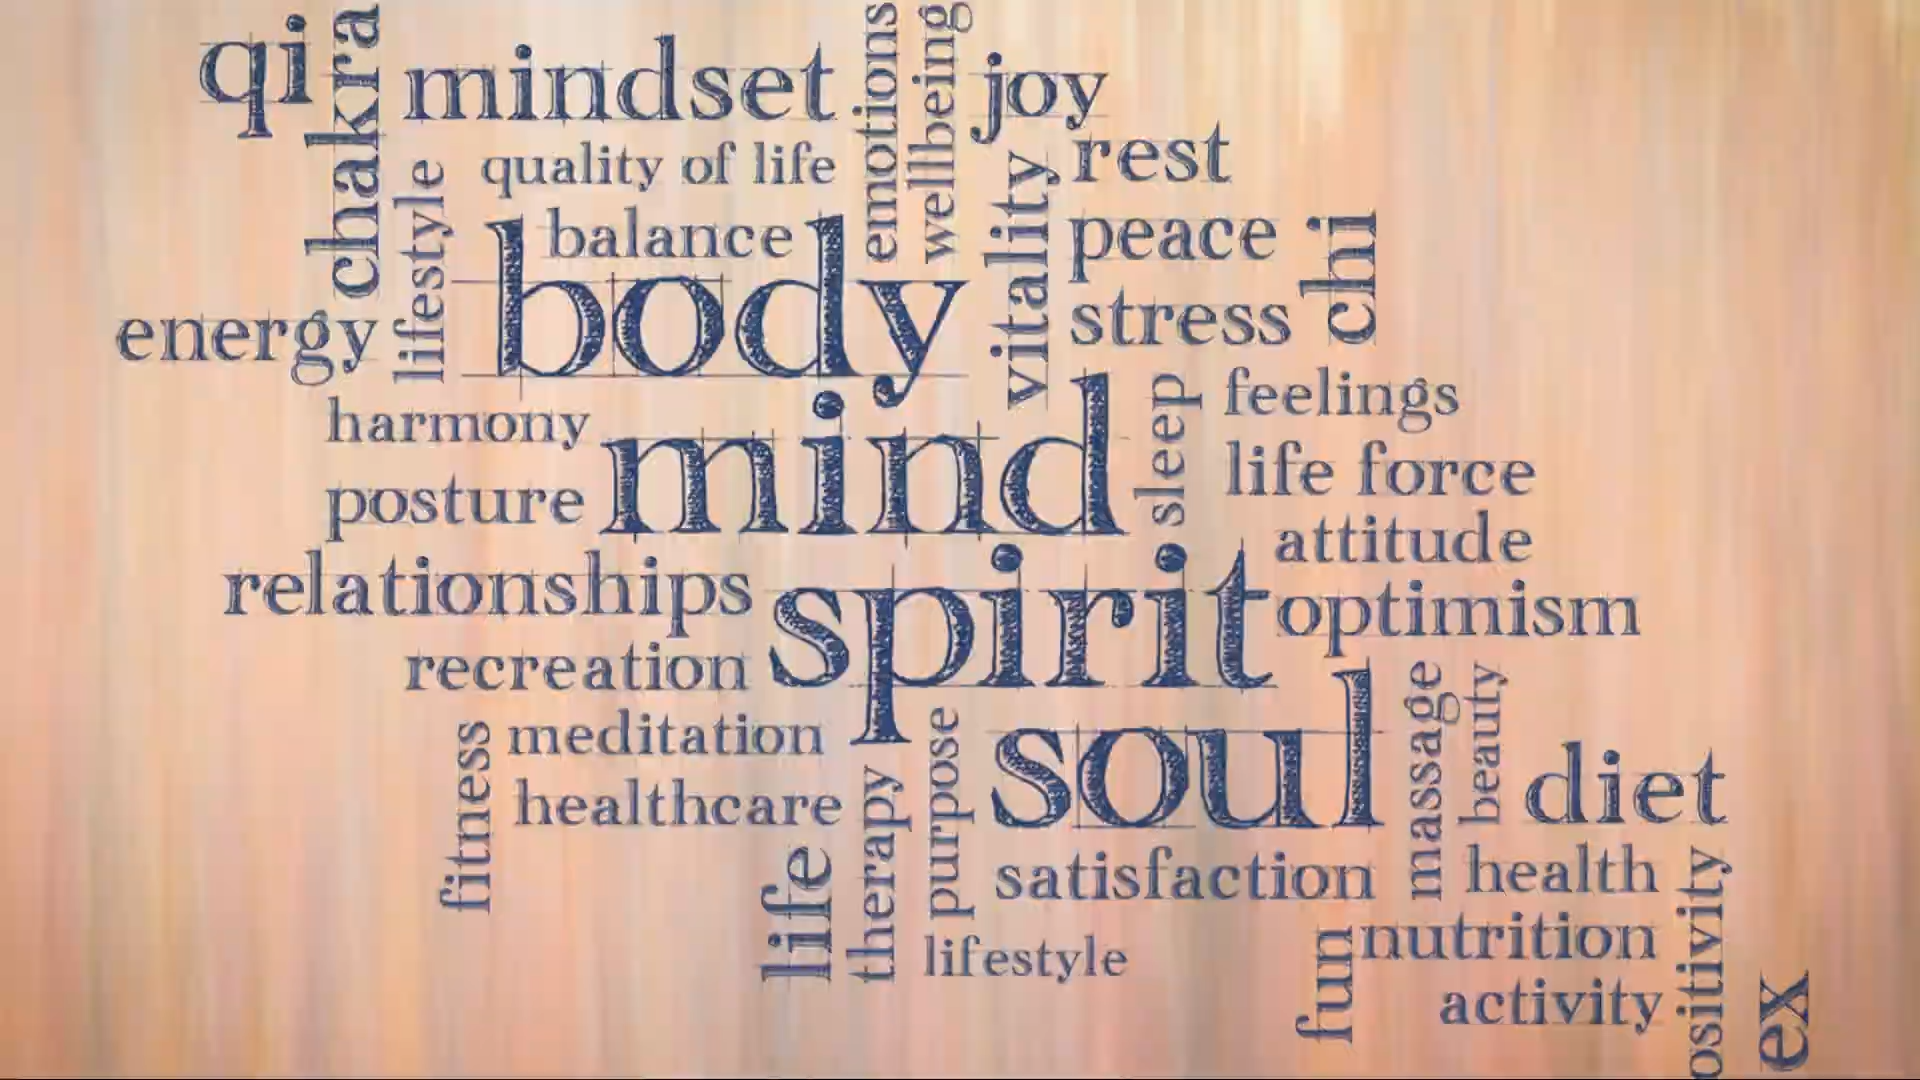 qi
chakra
mindset
emotions
wellbeing
joy
quality of life
rest
lifestyle
balance
vitality
peace
chi
body
energy
stress
harmony
mind
sleep
feelings
posture
life force
attitude
relationships
spirit
optimism
recreation
massage
beauty
fitness
meditation
purpose
soul
diet
healthcare
life
therapy
satisfaction
health
ositivity
lifestyle
fun
nutrition
activity
ex